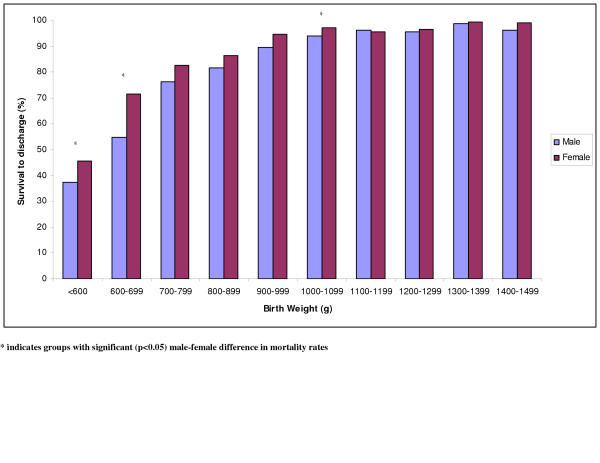 *
*
*
100
90
80
70
60
50
40
30
20
10
0
Survival to discharge (%)
<600 600-699 700-799 800-899 900-999 1000-1099 1100-1199 1200-1299 1300-1399 1400-1499
Birth Weight (g)
Male
Female
* indicates groups with significant (p<0.05) male-female difference in mortality rates